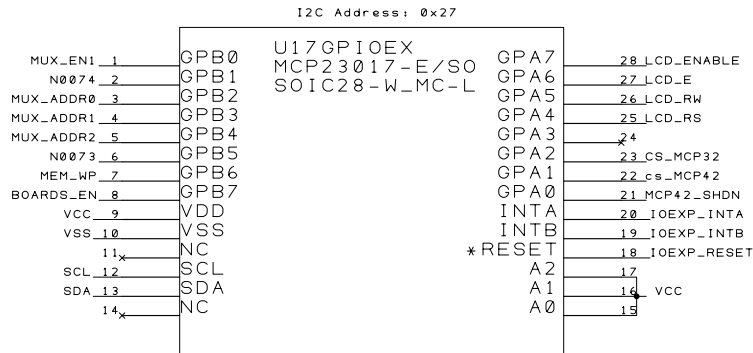 I2C Address: 0x27
U17GPIOEX
MCP23017-E/SO
SOIC28-W_MC-L
MUX_EN1 1 GPB0
N0074 2 GPB1
MUX_ADDR0 3 GPB2
MUX_ADDR1 4 GPB3
MUX_ADDR2 5 GPB4
N0073 6 GPB5
MEM_WP 7 GPB6
BOARDS_EN 8 GPB7
VCC 9 VDD
VSS 10 VSS
11 NC
SCL 12 SCL
SDA 13 SDA
14 NC
GPA7 28 LCD_ENABLE
GPA6 27 LCD_E
GPA5 26 LCD_RW
GPA4 25 LCD_RS
GPA3 24
GPA2 23 CS_MCP32
GPA1 22 cs_MCP42
GPA0 21 MCP42_SHDN
INTA 20 IOEXP_INTA
INTB 19 IOEXP_INTB
*RESET 18 IOEXP_RESET
A2 17
A1 16 VCC
A0 15